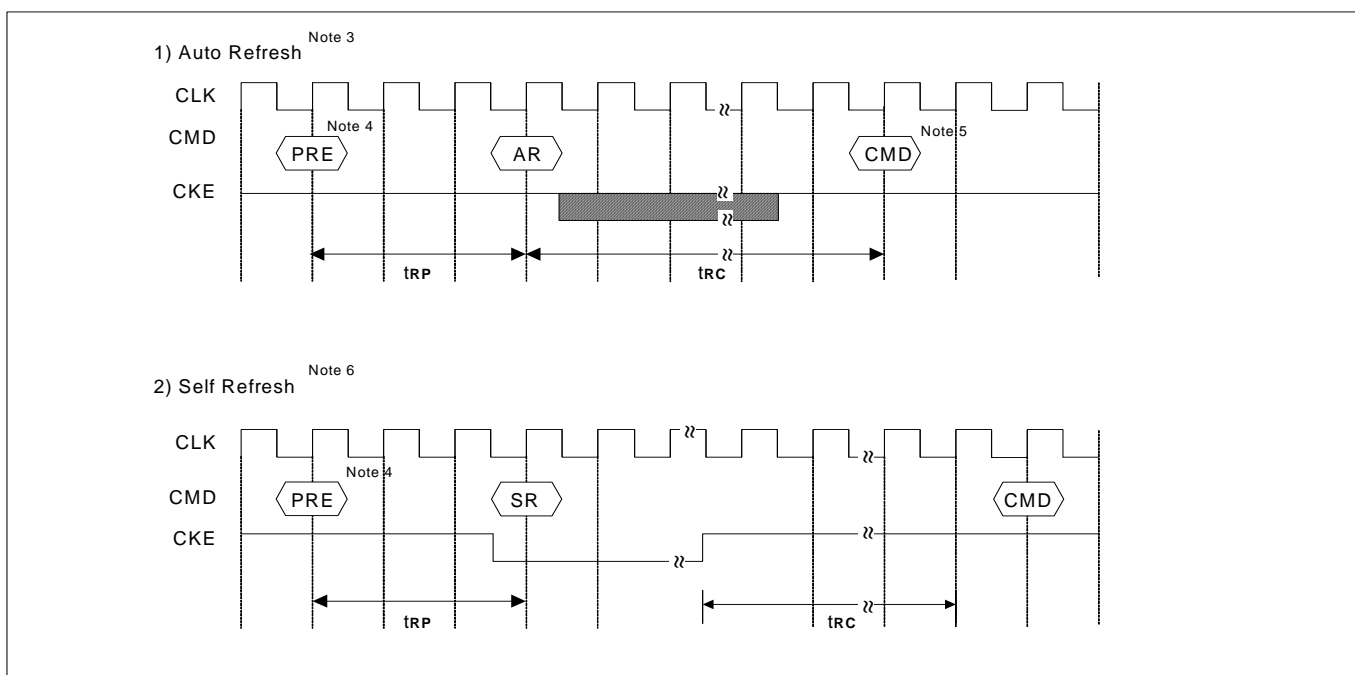 1) Auto Refresh Note 3
CLK
CMD
PRE Note 4
AR
CMD Note 5
CKE
tRP
tRC
2) Self Refresh Note 6
CLK
CMD
PRE Note 4
SR
CMD
CKE
tRP
tRC